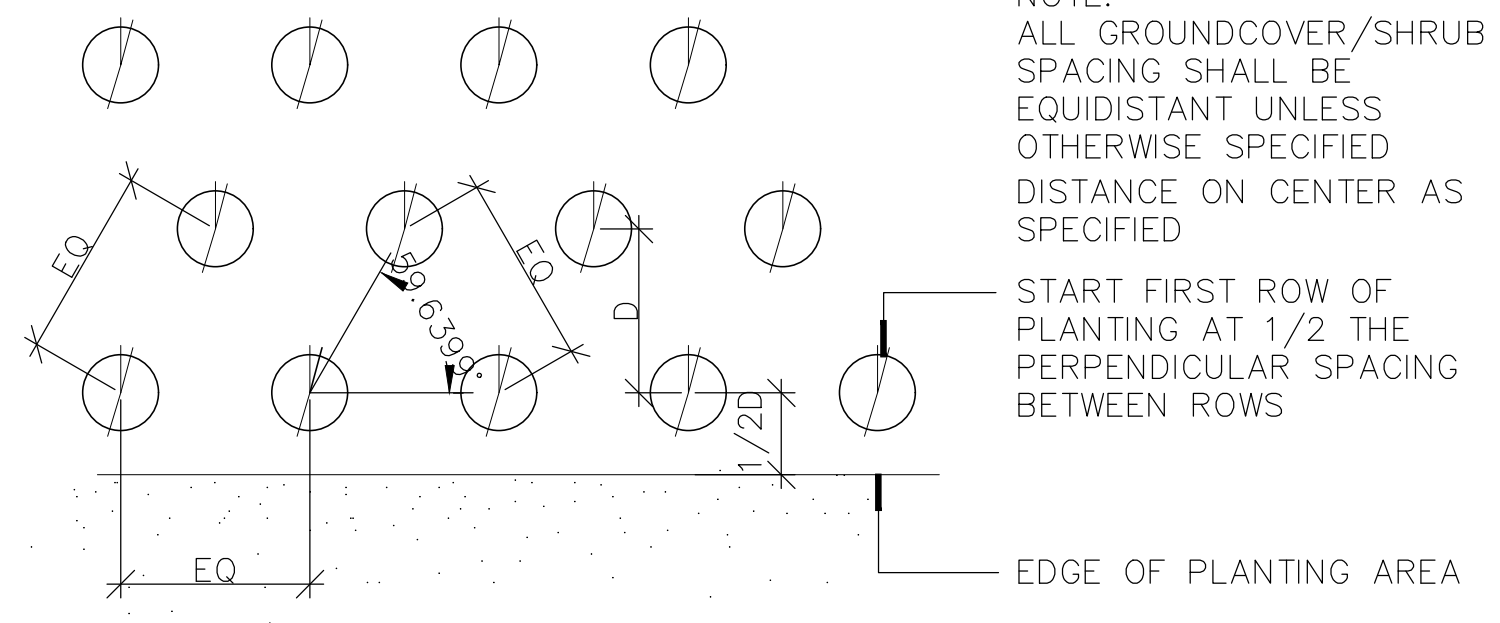 NOTE:
ALL GROUNDCOVER/SHRUB
SPACING SHALL BE
EQUIDISTANT UNLESS
OTHERWISE SPECIFIED
DISTANCE ON CENTER AS
SPECIFIED
START FIRST ROW OF
PLANTING AT 1/2 THE
PERPENDICULAR SPACING
BETWEEN ROWS
EDGE OF PLANTING AREA
EQ
59.6399°
EQ
D
1/2D
EQ